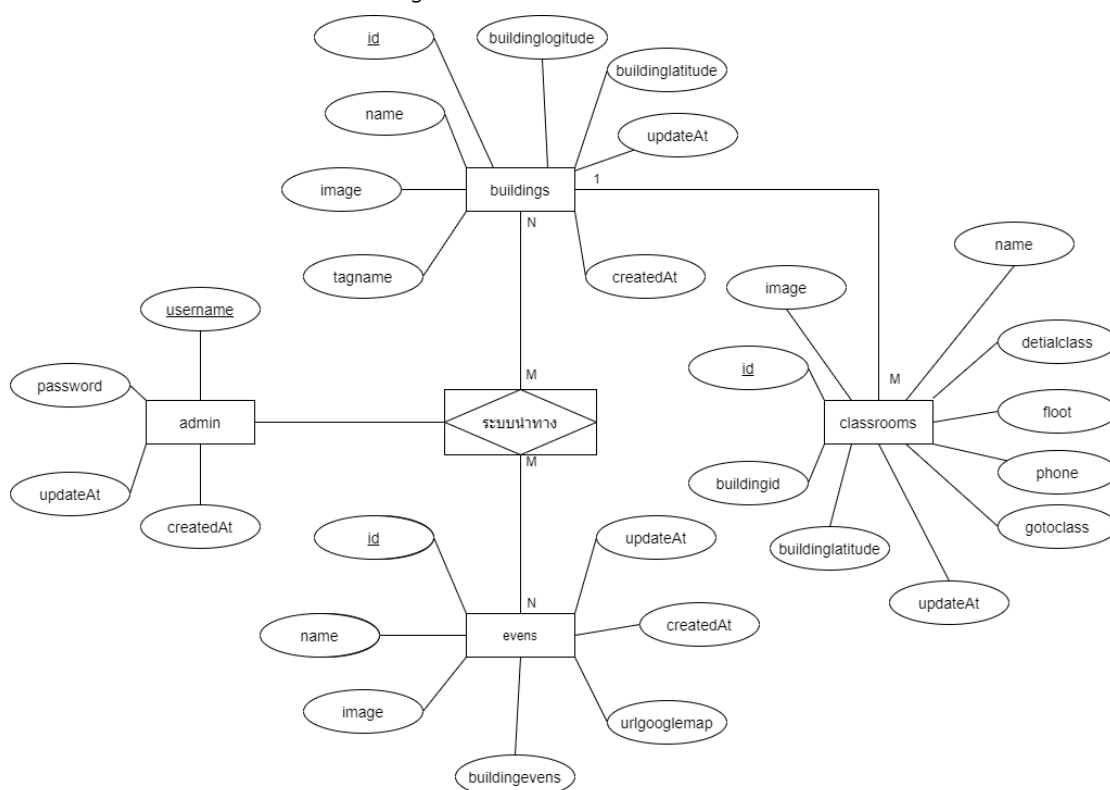 id
buildinglogitude
buildinglatitude
name
updateAt
image
buildings
1
N
tagname
createdAt
name
image
username
detialclass
id
password
M
M
admin
ระบบนำทาง
classrooms
floot
M
phone
updateAt
buildingid
createdAt
gotoclass
id
updateAt
buildinglatitude
N
updateAt
name
evens
createdAt
image
urlgooglemap
buildingevens